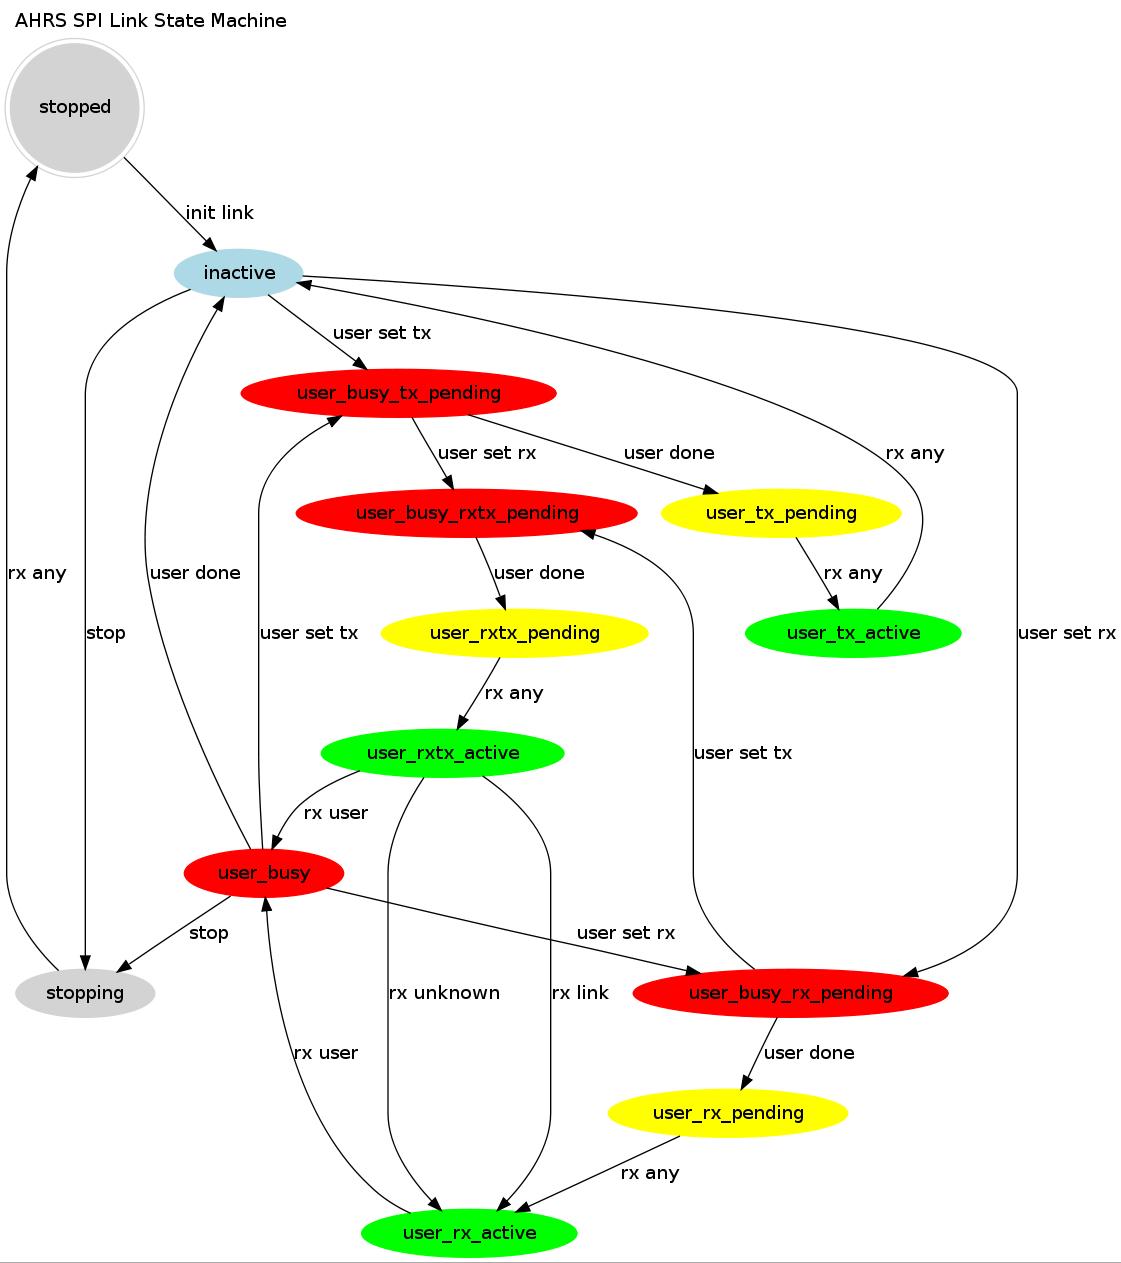 AHRS SPI Link State Machine
stopped
init link
inactive
user set tx
user_busy_tx_pending
user set rx
user done
rx any
user_busy_rxtx_pending
user_tx_pending
rx any
user done
user done
rx any
stop
user set tx
user_rxtx_pending
user_tx_active
user set rx
rx any
user_rxtx_active
user set tx
rx user
user_busy
stop
user set rx
stopping
rx unknown
rx link
user_busy_rx_pending
rx user
user done
user_rx_pending
rx any
user_rx_active